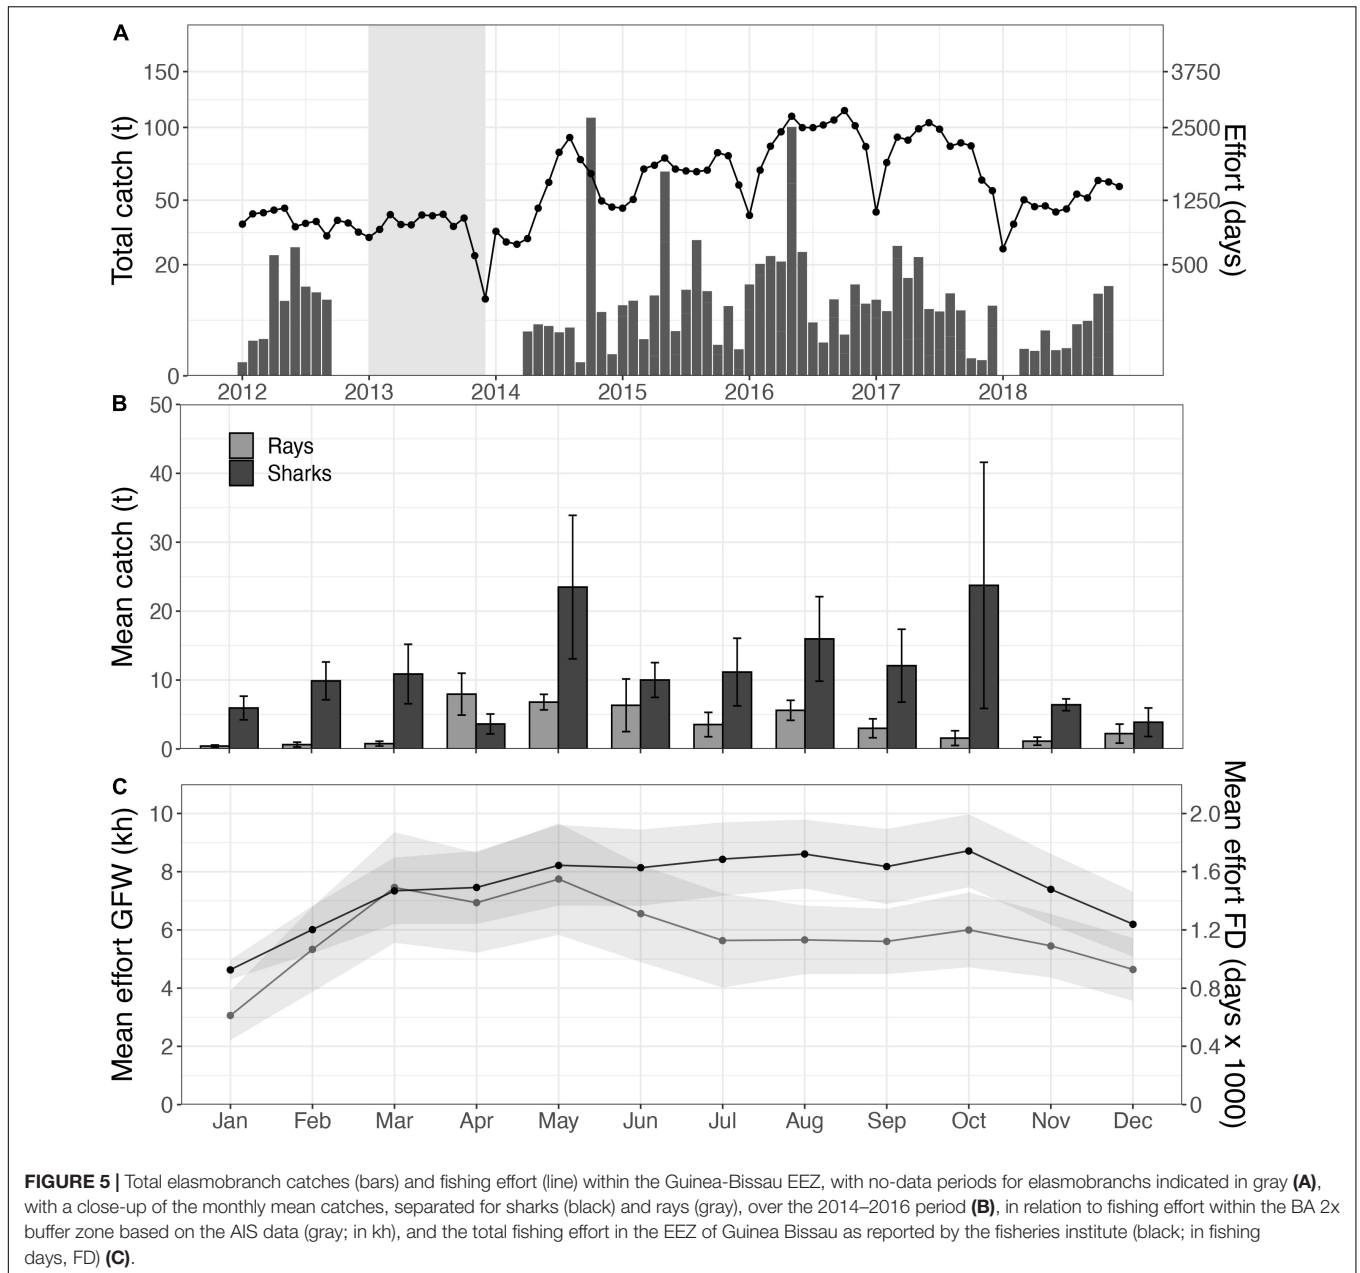 A
150
100
50
20
0
Total catch (t)
3750
2500
1250
500
Effort (days)
2012 2013 2014 2015 2016 2017 2018
B
50
40
30
20
10
0
Mean catch (t)
Rays
Sharks
C
10
8
6
4
2
0
Mean effort GFW (kh)
2.0
1.6
1.2
0.8
0.4
0
Mean effort FD (days x 1000)
Jan Feb Mar Apr May Jun Jul Aug Sep Oct Nov Dec
FIGURE 5 | Total elasmobranch catches (bars) and fishing effort (line) within the Guinea-Bissau EEZ, with no-data periods for elasmobranchs indicated in gray (A),
with a close-up of the monthly mean catches, separated for sharks (black) and rays (gray), over the 2014–2016 period (B), in relation to fishing effort within the BA 2x
buffer zone based on the AIS data (gray; in kh), and the total fishing effort in the EEZ of Guinea Bissau as reported by the fisheries institute (black; in fishing
days, FD) (C).